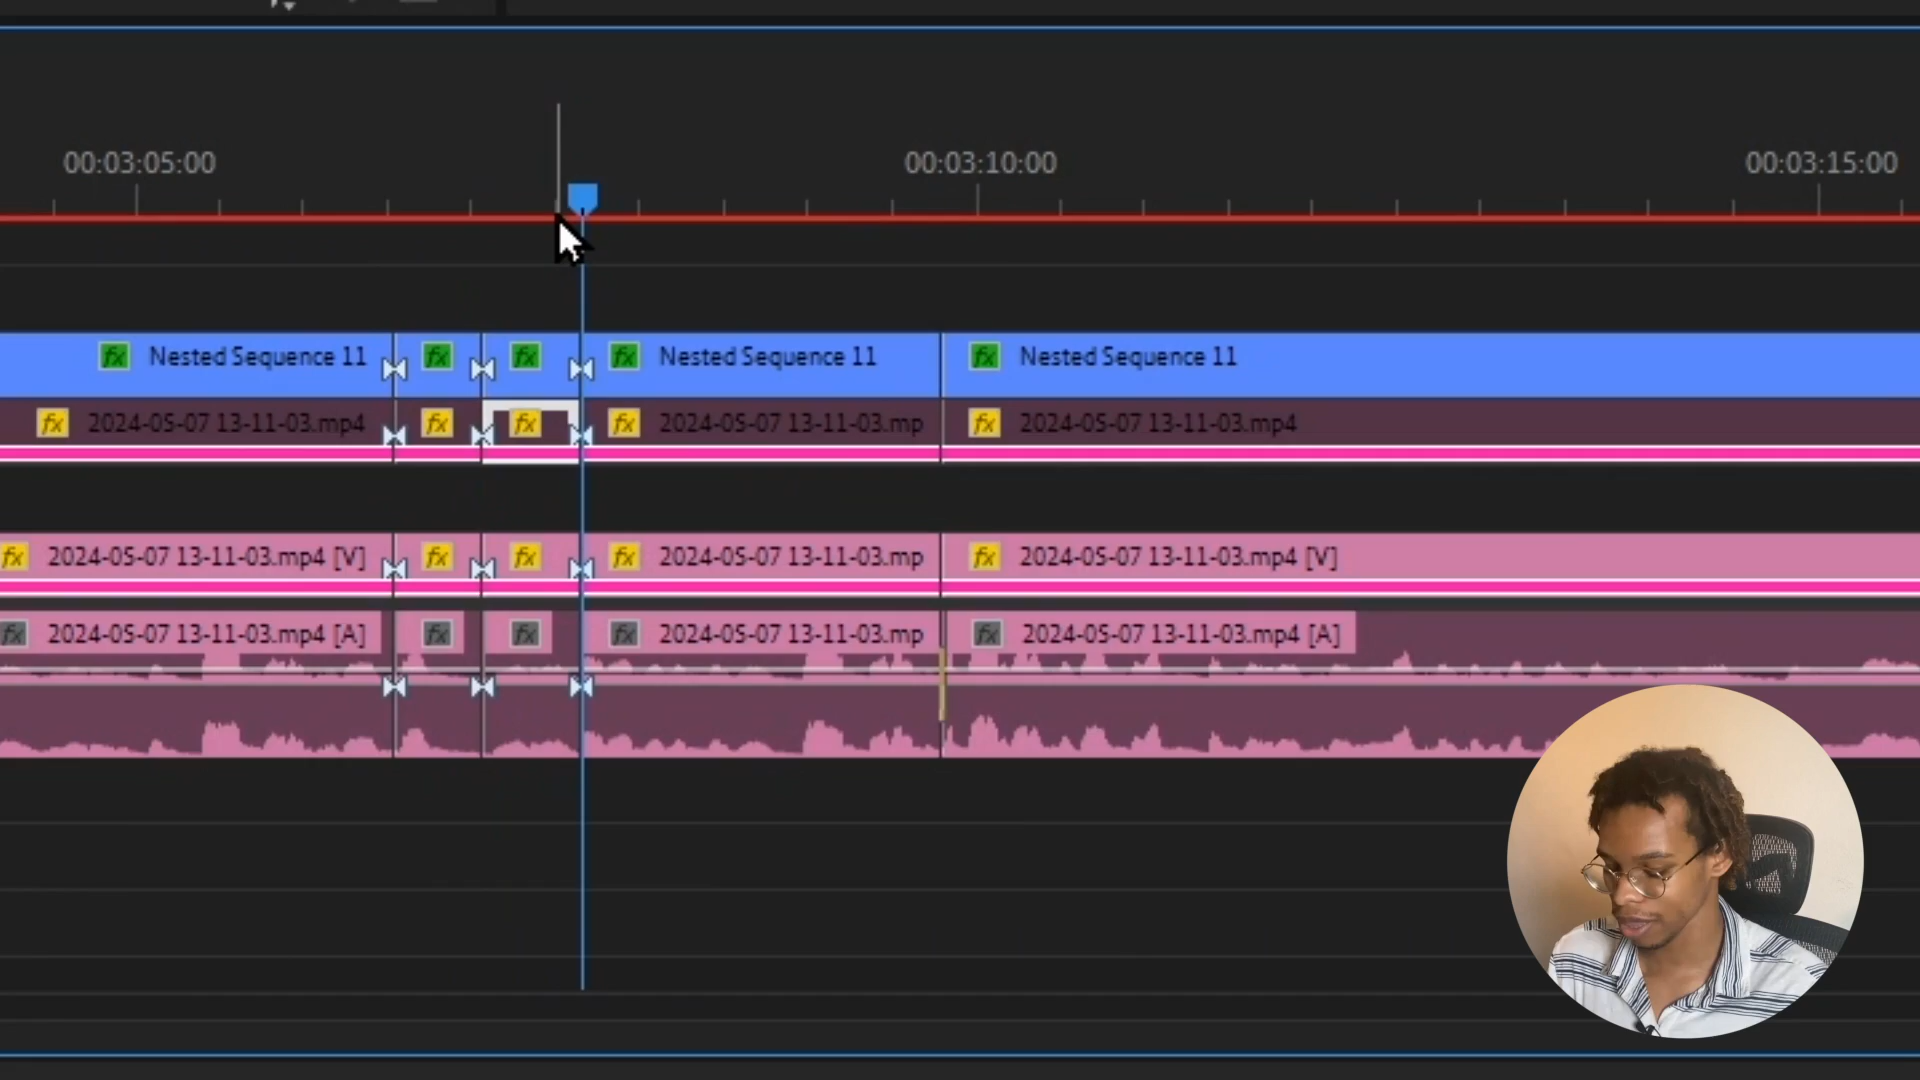 00:03:05:00 00:03:10:00 00:03:15:00
fx Nested Sequence 11 fx fx fx Nested Sequence 11 fx Nested Sequence 11
fx 2024-05-07 13-11-03.mp4 fx fx fx 2024-05-07 13-11-03.mp fx 2024-05-07 13-11-03.mp4
fx 2024-05-07 13-11-03.mp4 [V] fx fx fx 2024-05-07 13-11-03.mp fx 2024-05-07 13-11-03.mp4 [V]
fx 2024-05-07 13-11-03.mp4 [A] fx fx fx 2024-05-07 13-11-03.mp fx 2024-05-07 13-11-03.mp4 [A]